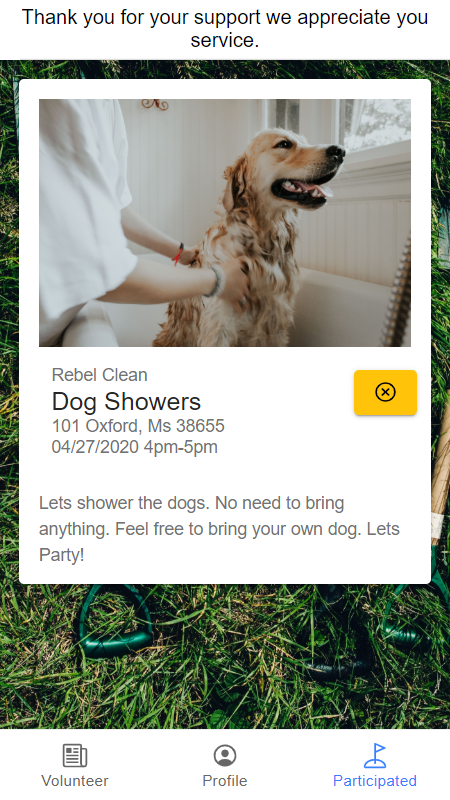 Thank you for your support we appreciate you
service.
Rebel Clean
Dog Showers
101 Oxford, Ms 38655
04/27/2020 4pm-5pm
Lets shower the dogs. No need to bring
anything. Feel free to bring your own dog. Lets
Party!
Volunteer
Profile
Participated